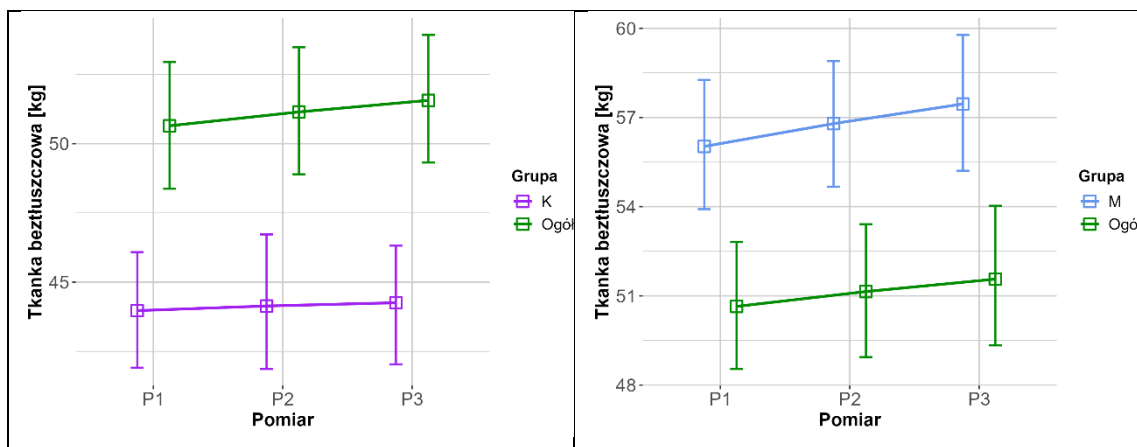 Tkanka beztłuszczowa [kg]
50
45
P1 P2 P3
Pomiar
Grupa
K
Ogół
Tkanka beztłuszczowa [kg]
60
57
54
51
48
P1 P2 P3
Pomiar
Grupa
M
Ogó